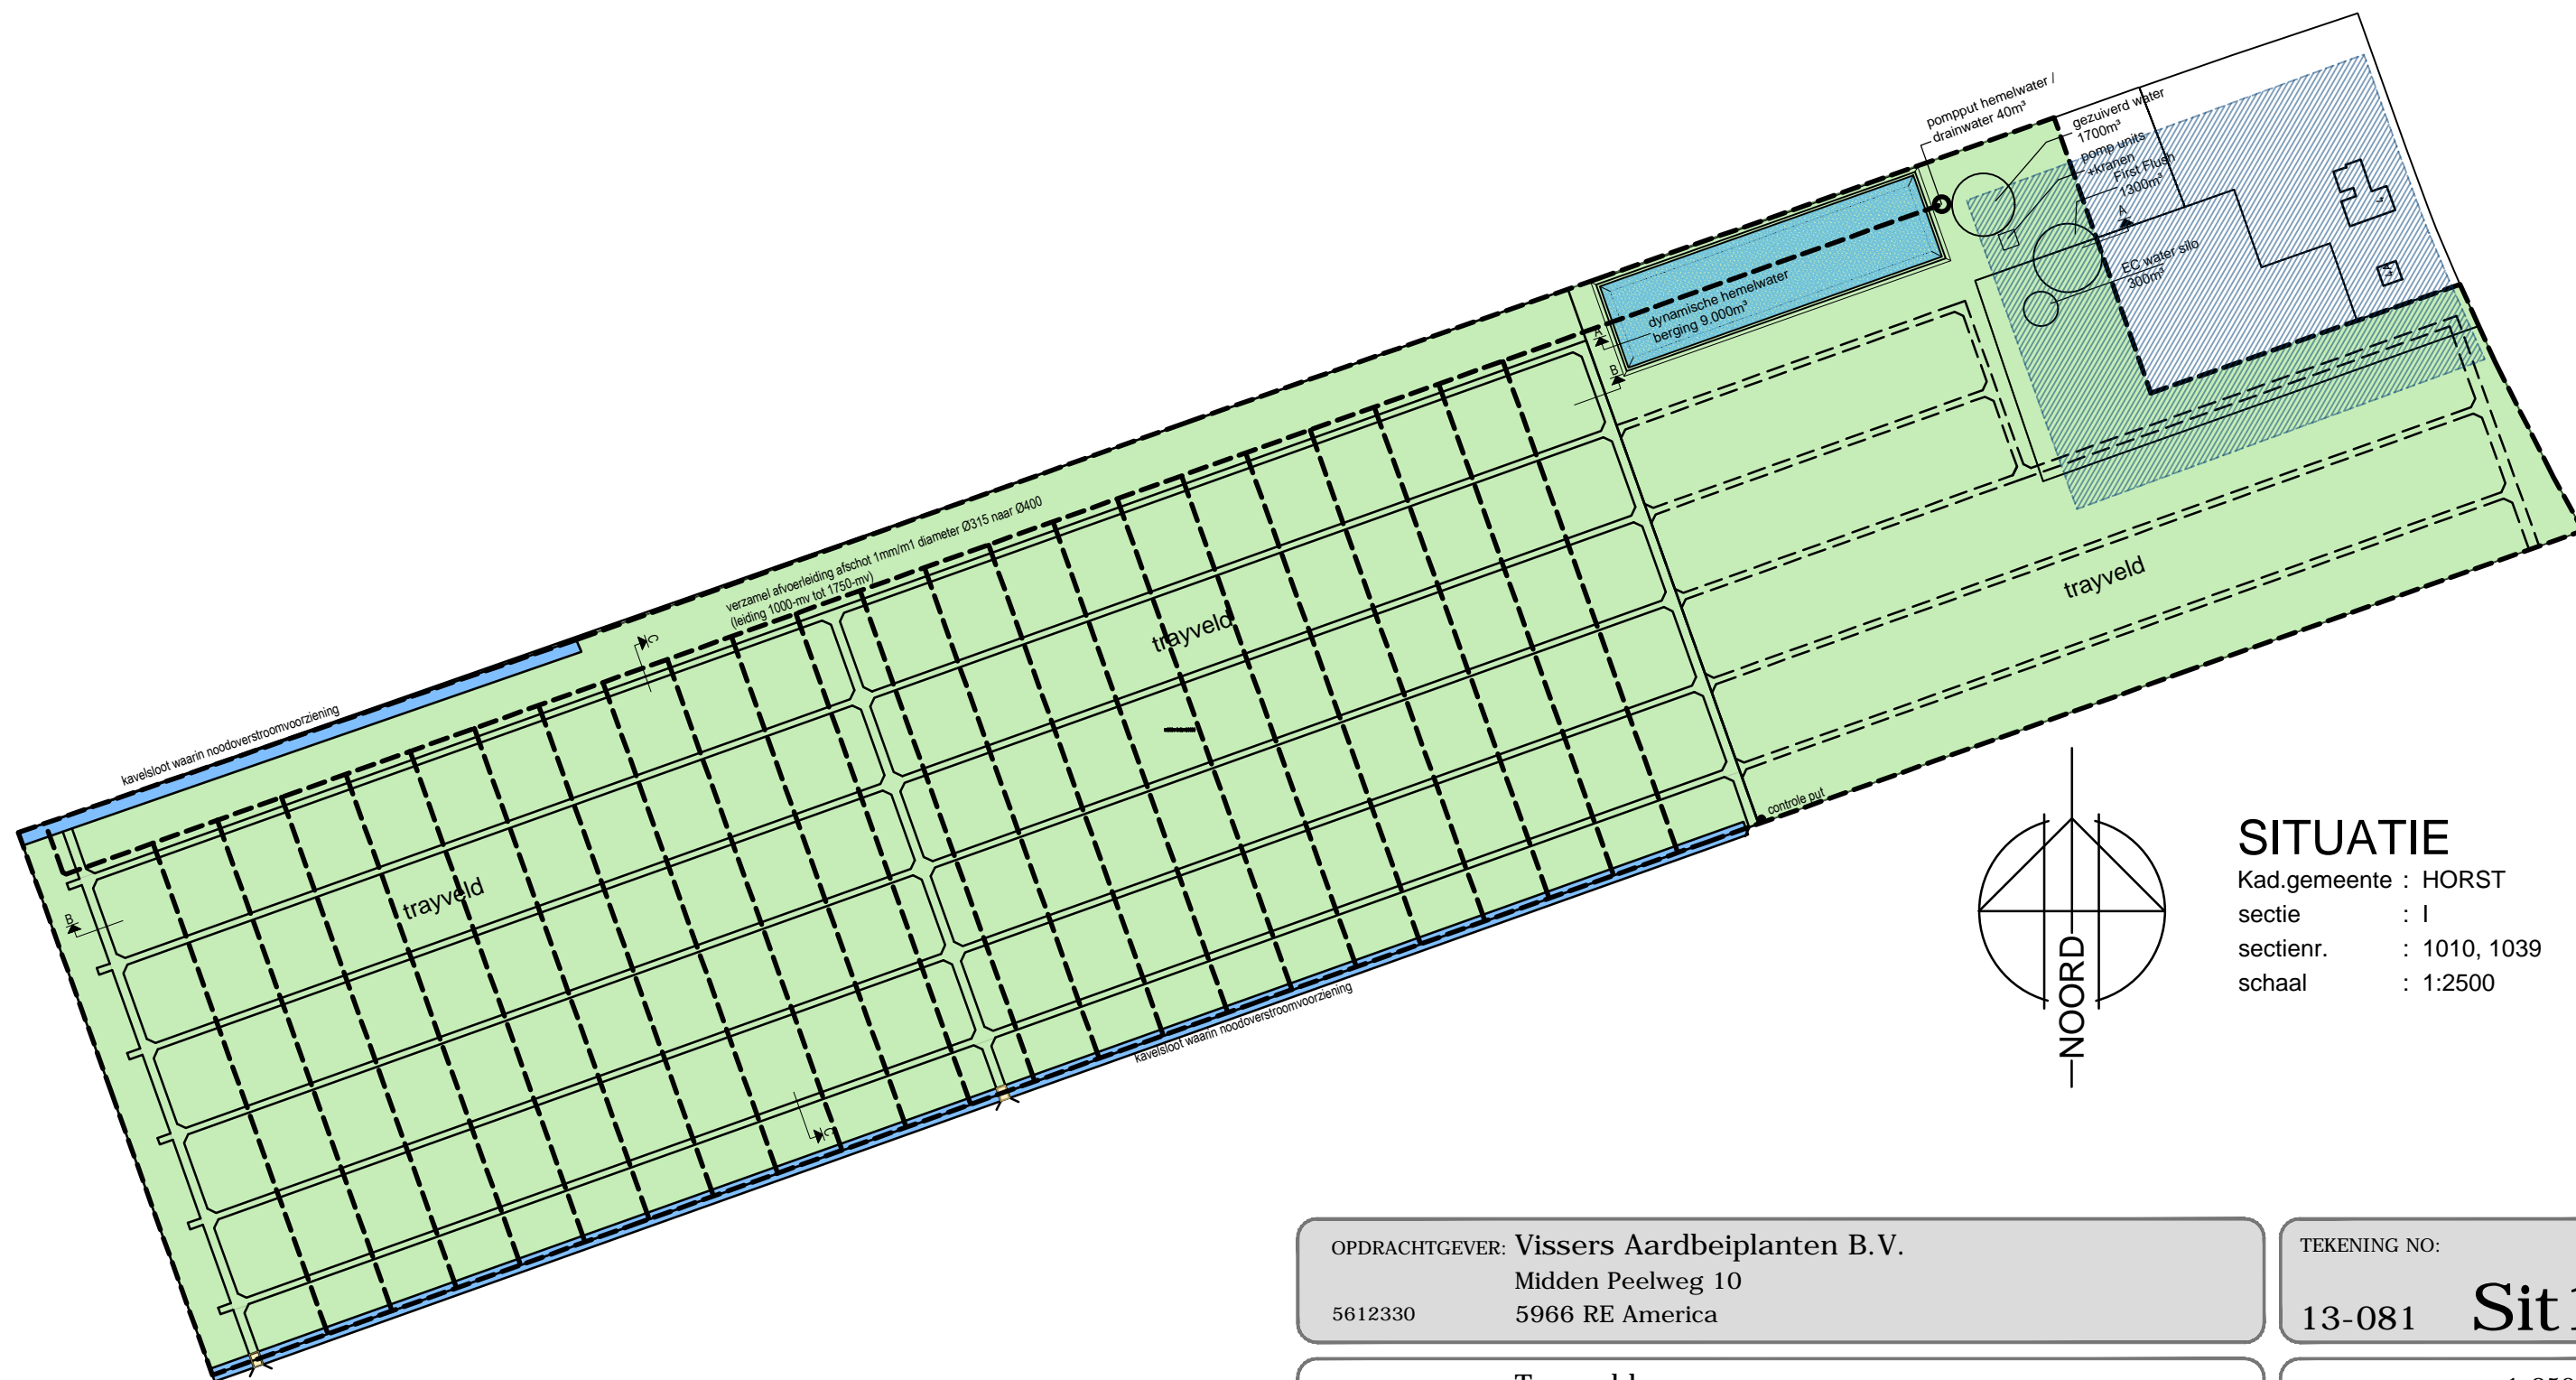 pompput hemelwater /
drainwater 40m³
gezuiverd water
1700m³
pomp units
+kranen
First Flush
1300m³
A
EC water silo
300m³
dynamische hemelwater
berging 9.000m³
A
B
verzamel afvoerleiding afschot 1mm/m1 diameter Ø315 naar Ø400
(leiding 1000-mv tot 1750-mv)
C
trayveld
trayveld
kavelsloot waarin noodoverstroomvoorziening
controle put
trayveld
B
kavelsloot waarin noodoverstroomvoorziening
C
NOORD
SITUATIE
Kad.gemeente : HORST
sectie : I
sectienr. : 1010, 1039
schaal : 1:2500
OPDRACHTGEVER: Vissers Aardbeiplanten B.V.
Midden Peelweg 10
5612330 5966 RE America
TEKENING NO:
13-081 Sit